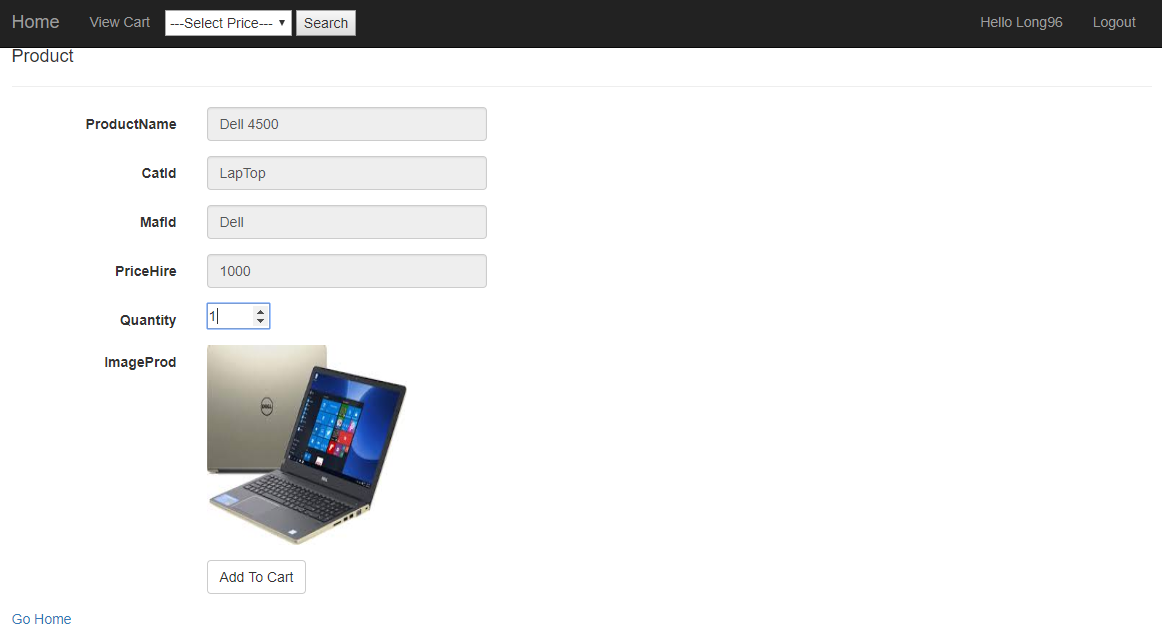 Home View Cart ---Select Price--- Search Hello Long96 Logout
Product
ProductName Dell 4500
CatId LapTop
MafId Dell
PriceHire 1000
Quantity 1
ImageProd
DELL
Add To Cart
Go Home